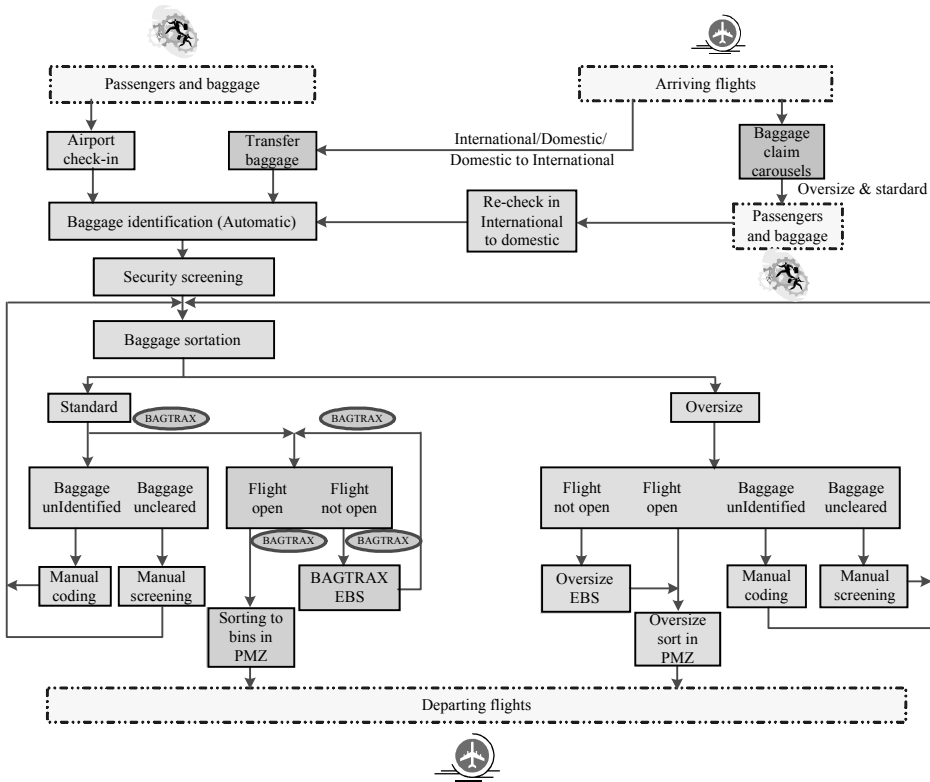 Passengers and baggage
Arriving flights
Airport
check-in
Transfer
baggage
International/Domestic/
Domestic to International
Baggage
claim
carousels
Oversize & stardard
Baggage identification (Automatic)
Re-check in
International
to domestic
Passengers
and baggage
Security screening
Baggage sortation
Standard
BAGTRAX
BAGTRAX
Oversize
Baggage
unIdentified
Baggage
uncleared
Flight
open
Flight
not open
Flight
not open
Flight
open
Baggage
unIdentified
Baggage
uncleared
BAGTRAX
BAGTRAX
Manual
coding
Manual
screening
BAGTRAX
EBS
Oversize
EBS
Manual
coding
Manual
screening
Sorting to
bins in
PMZ
Oversize
sort in
PMZ
Departing flights